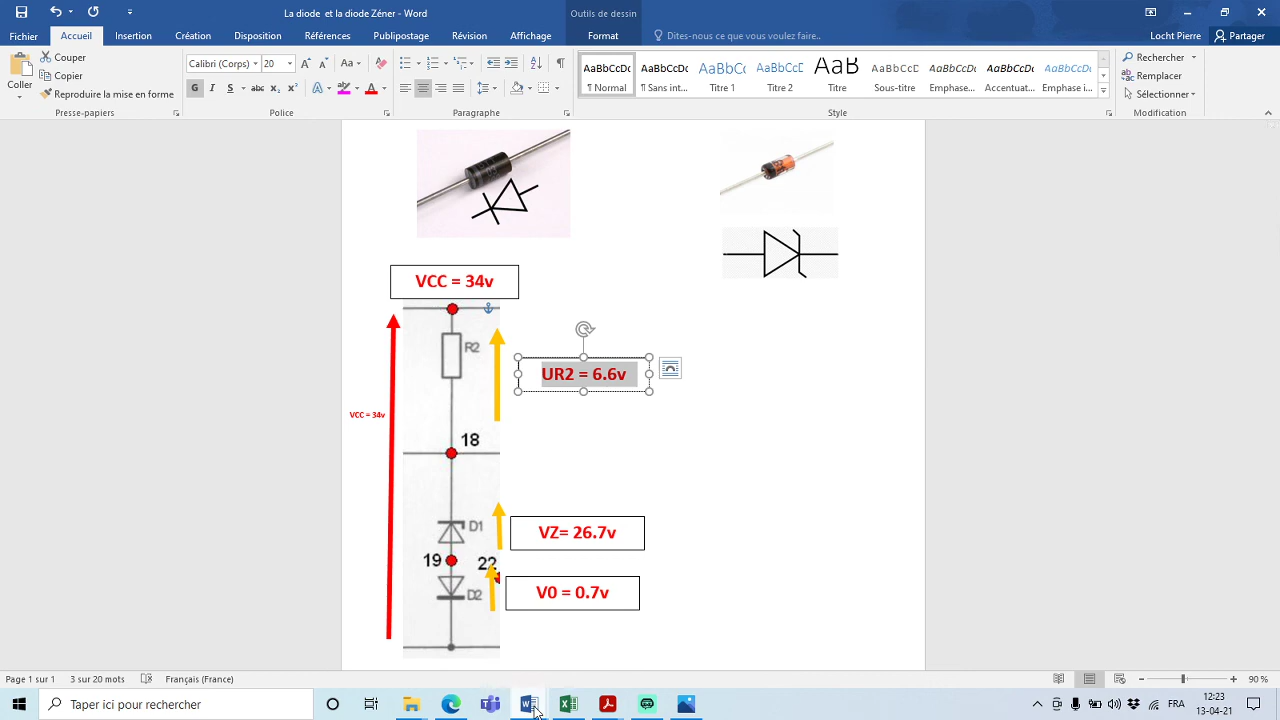 La diode et la diode Zéner - Word
Outils de dessin
Fichier Accueil Insertion Création Disposition Références Publipostage Révision Affichage Format Dites-nous ce que vous voulez faire.. Locht Pierre Partager
Coller
Couper
Copier
Reproduire la mise en forme
Presse-papiers
Calibri (Corps) 20
G I S abc x₂ x²
Police
Paragraphe
AaBbCcDc AaBbCcDc AaBbCc AaBbCcE AaB AaBbCcD AaBbCcDc AaBbCcDc AaBbCcDc
¶ Normal ¶ Sans int... Titre 1 Titre 2 Titre Sous-titre Emphase... Accentuat... Emphase i...
Style
Rechercher
Remplacer
Sélectionner
Modification
VCC = 34v
R2
UR2 = 6.6v
VCC = 34v
18
D1
VZ= 26.7v
19
22
D2
V0 = 0.7v
Page 1 sur 1 3 sur 20 mots Français (France) 90 %
Taper ici pour rechercher
FRA
12:23
13-04-21